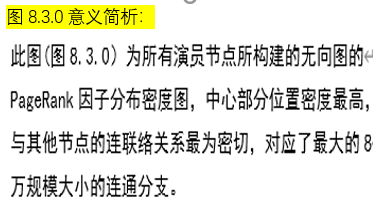 图 8.3.0 意义简析:
此图(图 8.3.0) 为所有演员节点所构建的无向图的
PageRank 因子分布密度图, 中心部分位置密度最高,
与其他节点的连联络关系最为密切, 对应了最大的 8
万规模大小的连通分支。